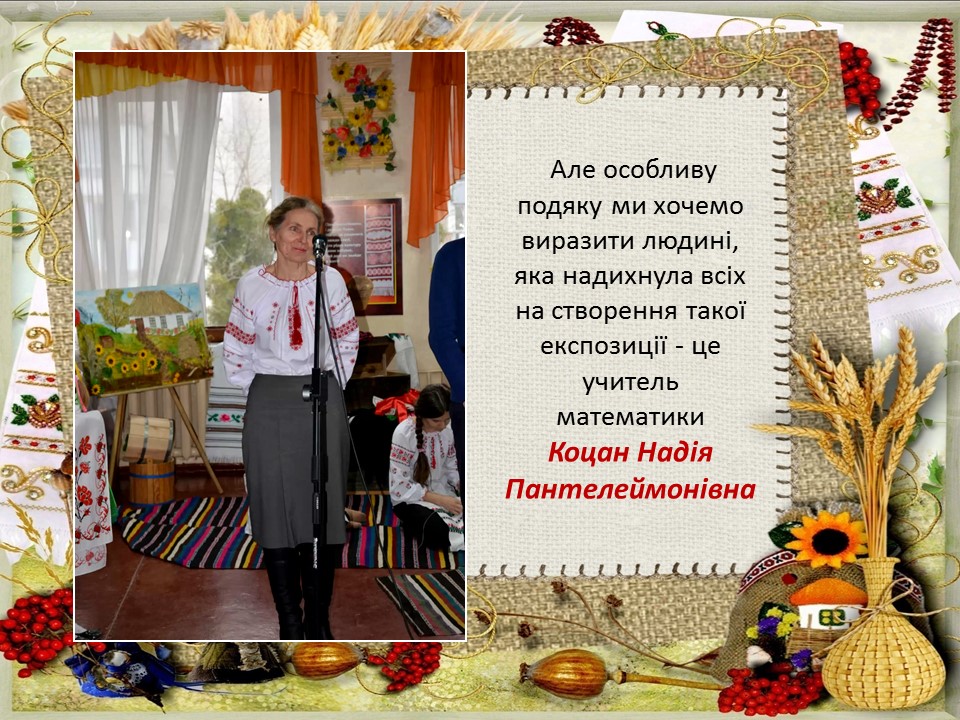 Але особливу
подяку ми хочемо
виразити людині,
яка надихнула всіх
на створення такої
експозиції - це
учитель
математики
Коцан Надія
Пантелеймонівна